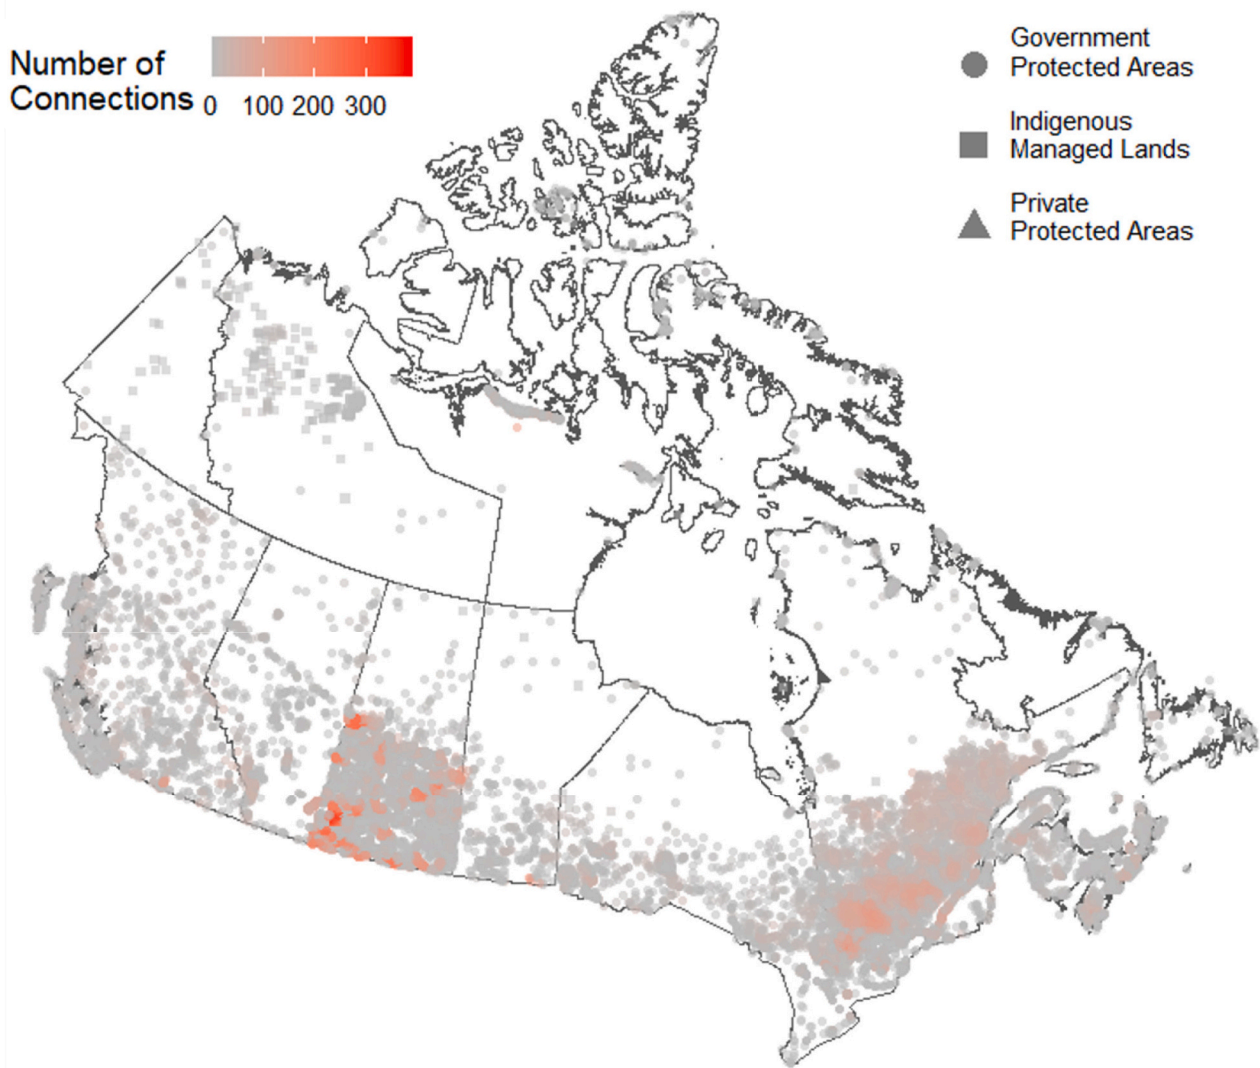 Number of
Connections
0 100 200 300
Government
Protected Areas
Indigenous
Managed Lands
Private
Protected Areas